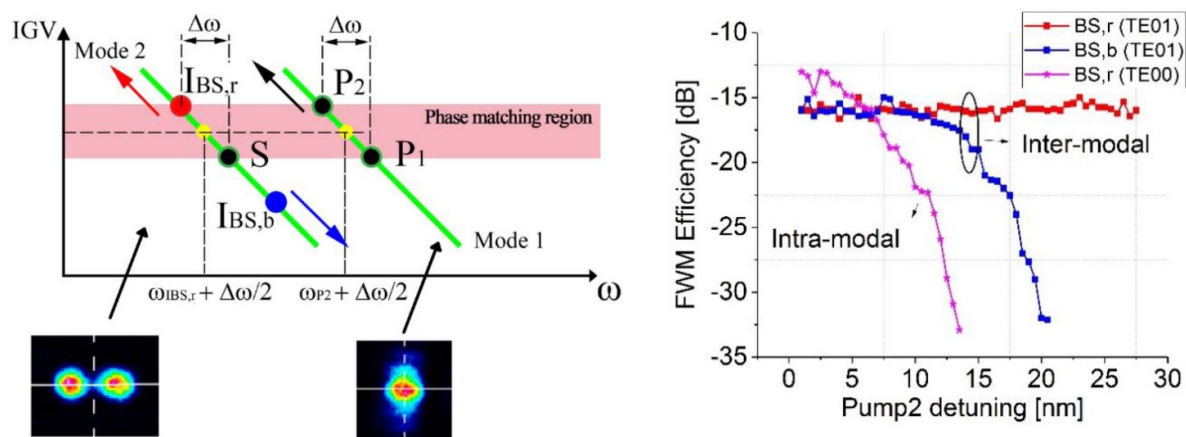 IGV
Δω
Δω
Mode 2
I_BS,r
P₂
Phase matching region
S
P₁
I_BS,b
Mode 1
ω_IBS,r + Δω/2
ω_P2 + Δω/2
ω
BS,r (TE01)
BS,b (TE01)
BS,r (TE00)
-10
-15
-20
-25
-30
-35
FWM Efficiency [dB]
Inter-modal
Intra-modal
0 5 10 15 20 25 30
Pump2 detuning [nm]